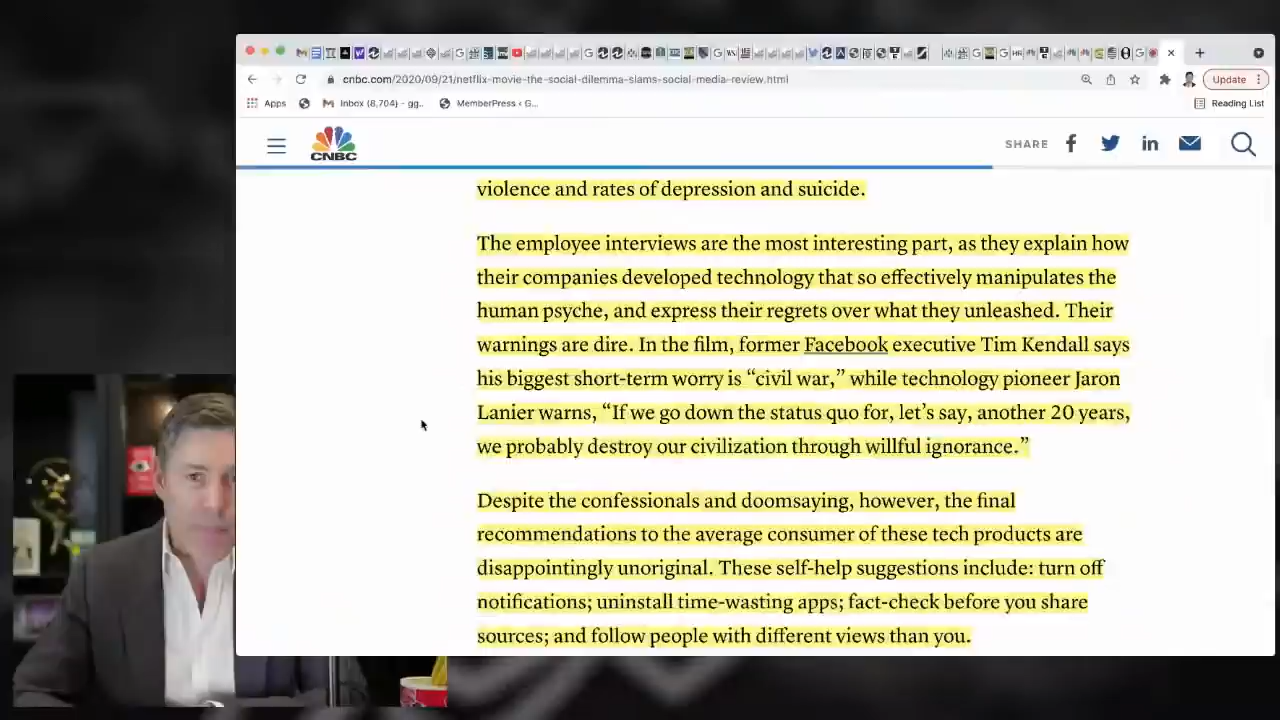 cnbc.com/2020/09/21/netflix-movie-the-social-dilemma-slams-social-media-review.html
Update
Apps
Inbox (8,704) - gg..
MemberPress ‹ G...
Reading List
CNBC
SHARE
violence and rates of depression and suicide.
The employee interviews are the most interesting part, as they explain how
their companies developed technology that so effectively manipulates the
human psyche, and express their regrets over what they unleashed. Their
warnings are dire. In the film, former Facebook executive Tim Kendall says
his biggest short-term worry is “civil war,” while technology pioneer Jaron
Lanier warns, “If we go down the status quo for, let’s say, another 20 years,
we probably destroy our civilization through willful ignorance.”
Despite the confessionals and doomsaying, however, the final
recommendations to the average consumer of these tech products are
disappointingly unoriginal. These self-help suggestions include: turn off
notifications; uninstall time-wasting apps; fact-check before you share
sources; and follow people with different views than you.